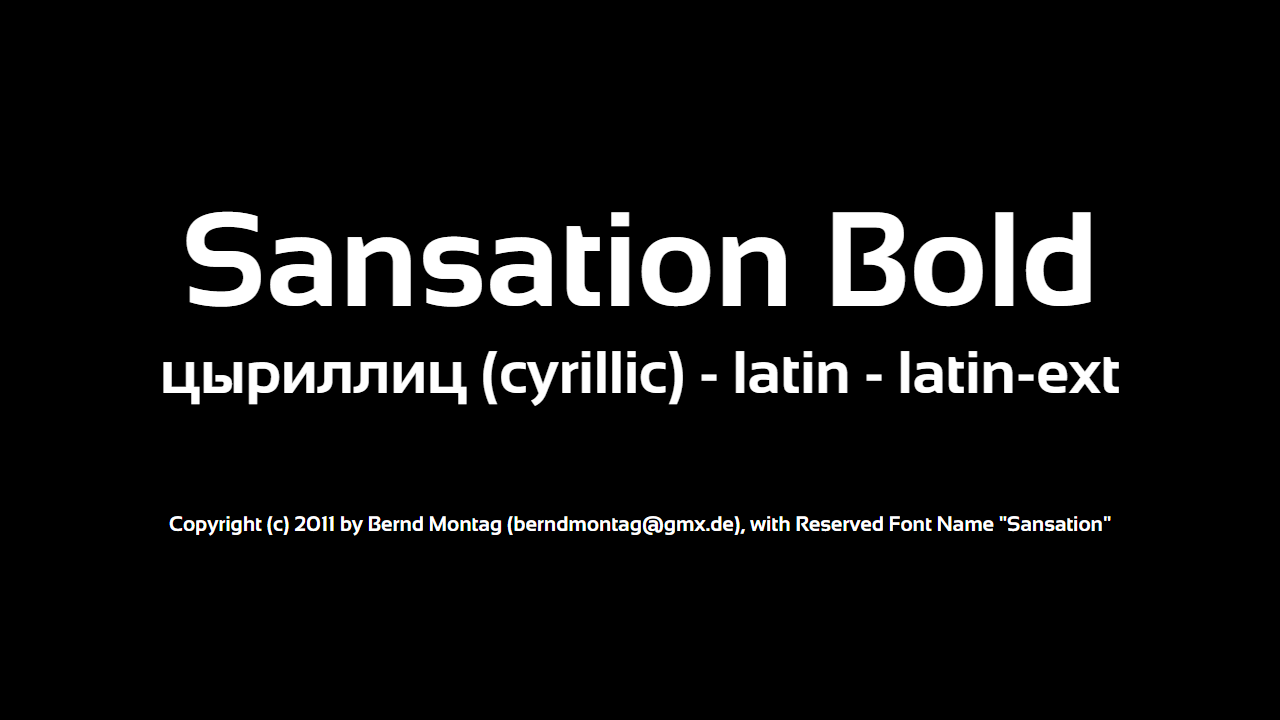 Sansation Bold
цыриллиц (cyrillic) - latin - latin-ext
Copyright (c) 2011 by Bernd Montag (berndmontag@gmx.de), with Reserved Font Name "Sansation"